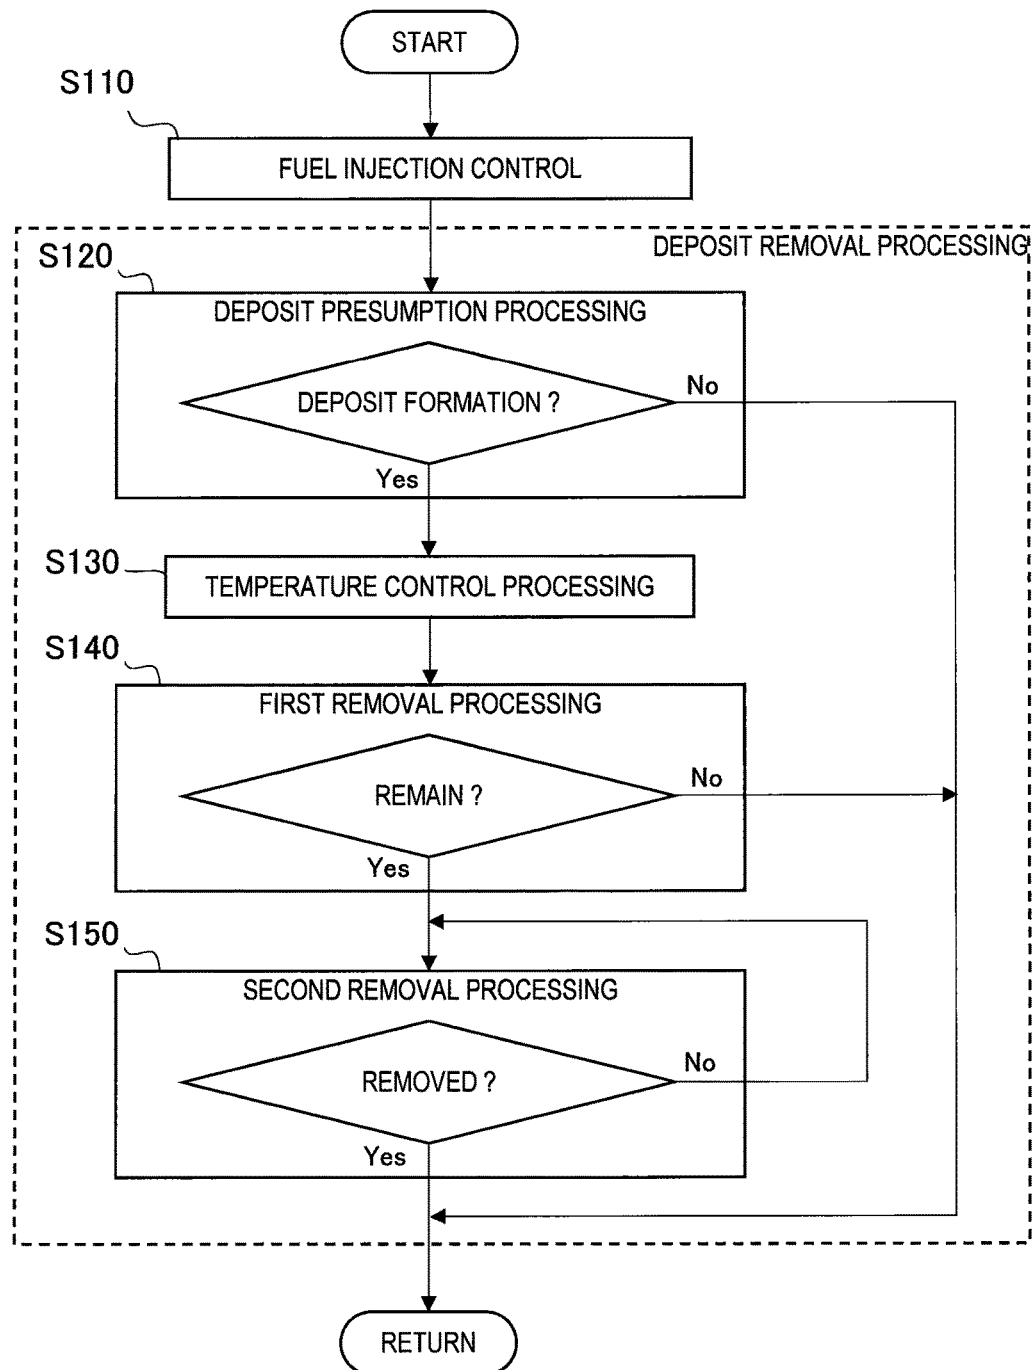 START
S110
FUEL INJECTION CONTROL
DEPOSIT REMOVAL PROCESSING
S120
DEPOSIT PRESUMPTION PROCESSING
DEPOSIT FORMATION ?
No
Yes
S130
TEMPERATURE CONTROL PROCESSING
S140
FIRST REMOVAL PROCESSING
REMAIN ?
No
Yes
S150
SECOND REMOVAL PROCESSING
REMOVED ?
No
Yes
RETURN